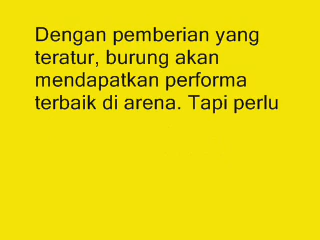 Dengan pemberian yang
teratur, burung akan
mendapatkan performa
terbaik di arena. Tapi perlu